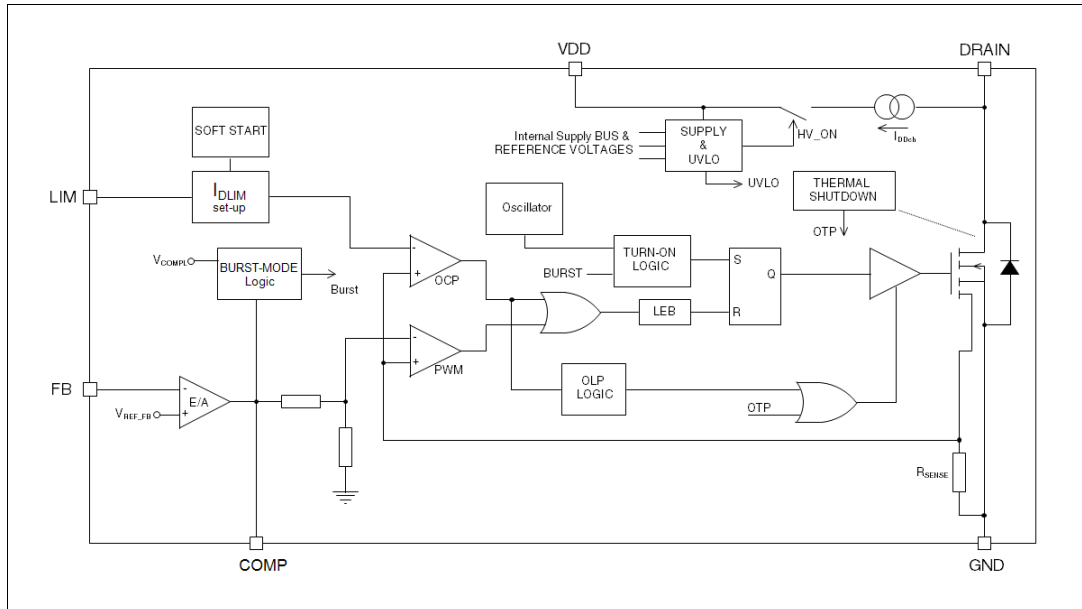 VDD
DRAIN
SOFT START
Internal Supply BUS &
REFERENCE VOLTAGES
SUPPLY
&
UVLO
HV_ON
IDDch
UVLO
THERMAL
SHUTDOWN
OTP
LIM
IDLIM
set-up
Oscillator
VCOMPL
BURST-MODE
Logic
Burst
-
+
OCP
BURST
TURN-ON
LOGIC
S
Q
R
LEB
-
+
PWM
FB
-
E/A
VREF_FB
+
OLP
LOGIC
OTP
RSENSE
COMP
GND